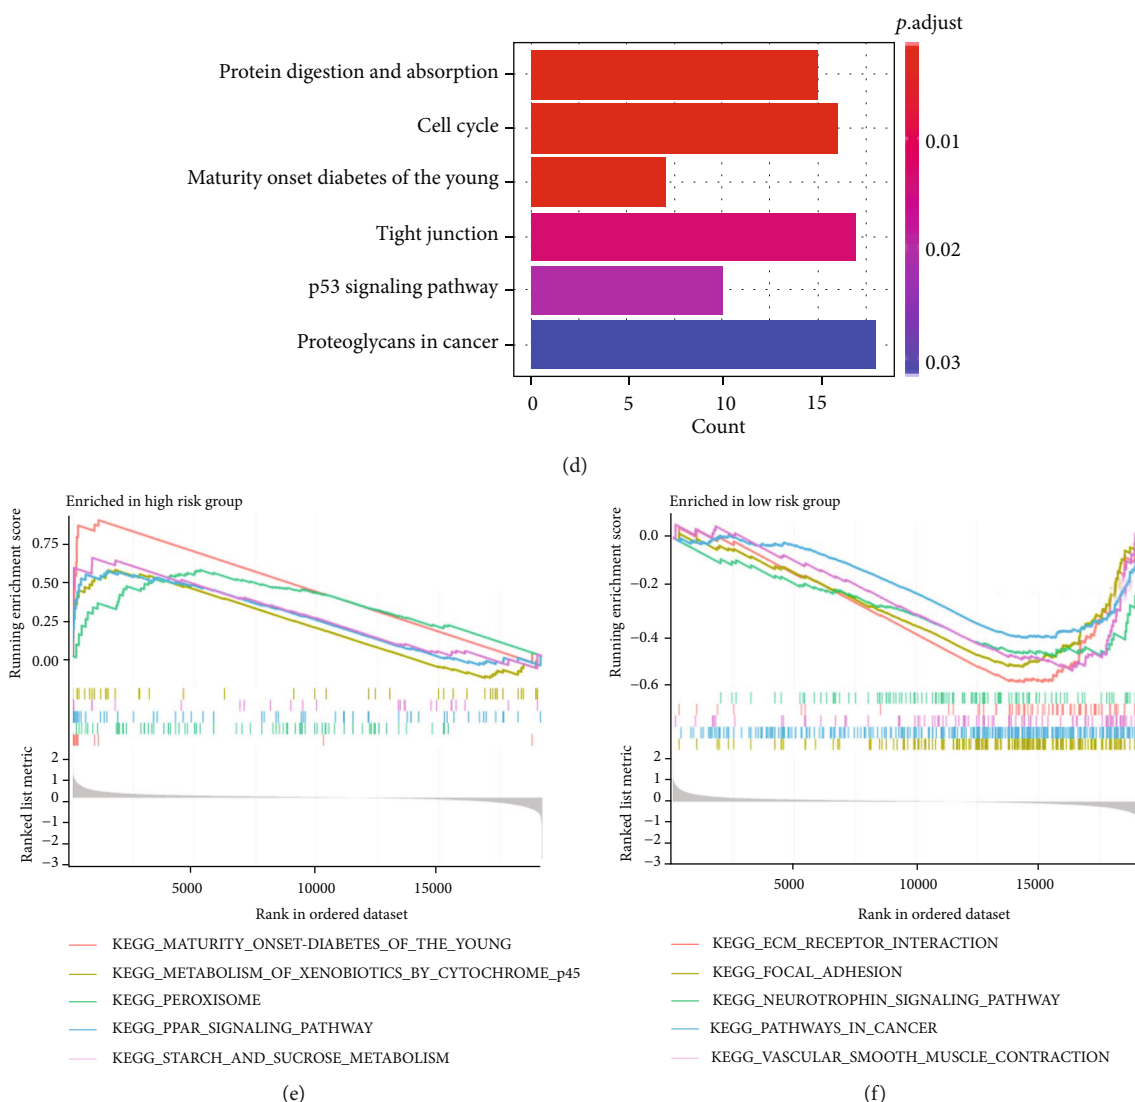 p.adjust
Protein digestion and absorption
Cell cycle
Maturity onset diabetes of the young
Tight junction
p53 signaling pathway
Proteoglycans in cancer
0.01
0.02
0.03
0 5 10 15
Count
(d)
Enriched in high risk group
Running enrichment score
0.75
0.50
0.25
0.00
Ranked list metric
2
1
0
−1
−2
−3
5000 10000 15000
Rank in ordered dataset
KEGG_MATURITY_ONSET-DIABETES_OF_THE_YOUNG
KEGG_METABOLISM_OF_XENOBIOTICS_BY_CYTOCHROME_p45
KEGG_PEROXISOME
KEGG_PPAR_SIGNALING_PATHWAY
KEGG_STARCH_AND_SUCROSE_METABOLISM
(e)
Enriched in low risk group
Running enrichment score
0.0
−0.2
−0.4
−0.6
Ranked list metric
2
1
0
−1
−2
−3
5000 10000 15000
Rank in ordered dataset
KEGG_ECM_RECEPTOR_INTERACTION
KEGG_FOCAL_ADHESION
KEGG_NEUROTROPHIN_SIGNALING_PATHWAY
KEGG_PATHWAYS_IN_CANCER
KEGG_VASCULAR_SMOOTH_MUSCLE_CONTRACTION
(f)